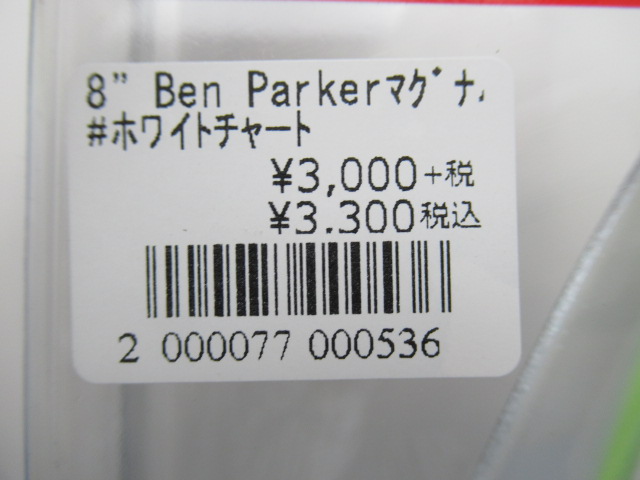 8" Ben Parkerﾏｸﾞﾅ
#ホワイトチャート
¥3,000+税
¥3.300税込
2 000077 000536